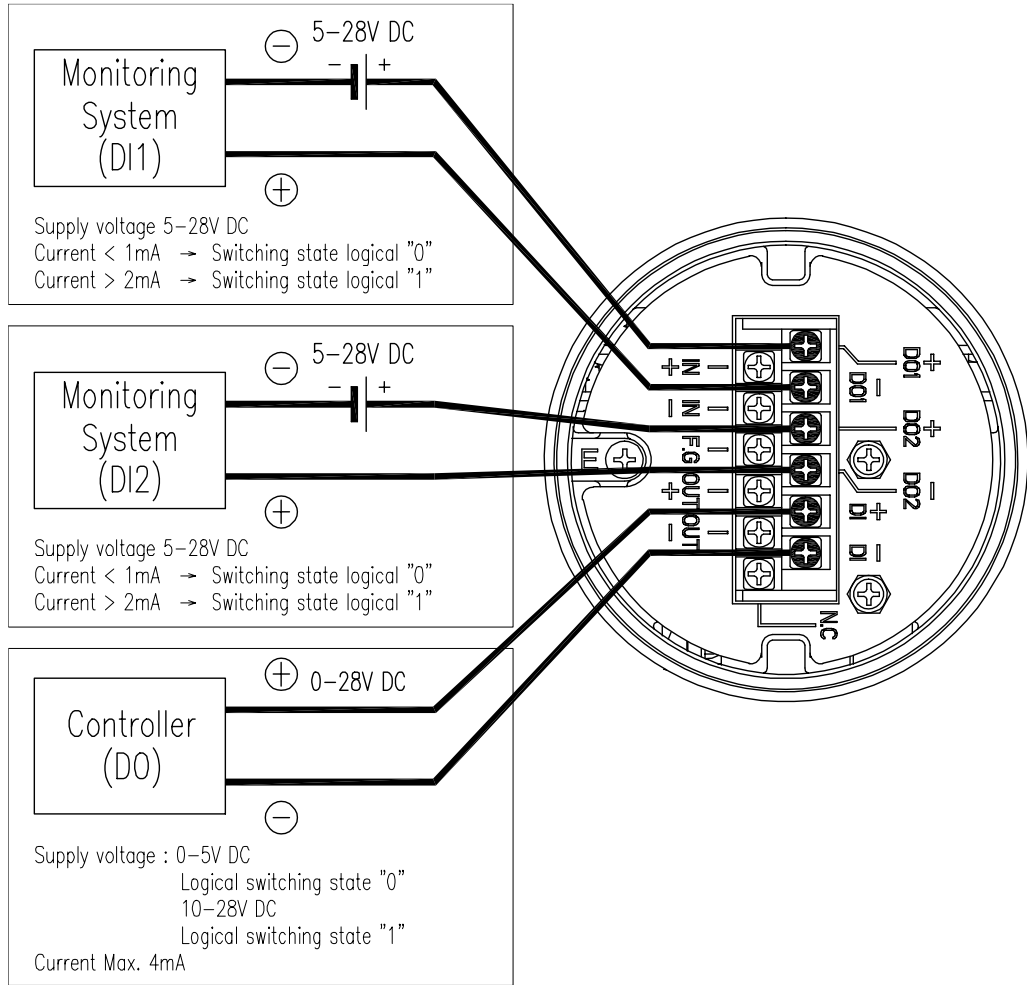 5-28V DC
- +
Monitoring
System
(DI1)
Supply voltage 5-28V DC
Current < 1mA → Switching state logical "0"
Current > 2mA → Switching state logical "1"
5-28V DC
- +
Monitoring
System
(DI2)
Supply voltage 5-28V DC
Current < 1mA → Switching state logical "0"
Current > 2mA → Switching state logical "1"
0-28V DC
Controller
(DO)
Supply voltage : 0-5V DC
Logical switching state "0"
10-28V DC
Logical switching state "1"
Current Max. 4mA
+ IN
- IN
F.G
+ OUT
- OUT
E
DO1 +
DO1 -
DO2 +
DO2 -
DI +
DI -
N.C